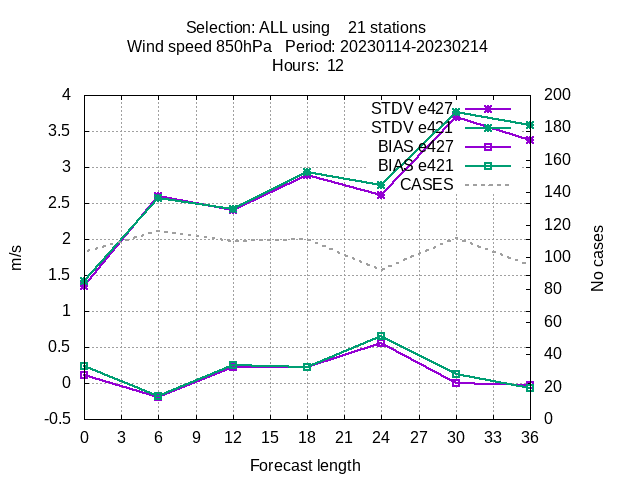 Selection: ALL using    21 stations
Wind speed 850hPa   Period: 20230114-20230214
Hours:  12
STDV e427
STDV e421
BIAS e427
BIAS e421
CASES
4
3.5
3
2.5
2
1.5
1
0.5
0
-0.5
m/s
200
180
160
140
120
100
80
60
40
20
0
No cases
0 3 6 9 12 15 18 21 24 27 30 33 36
Forecast length